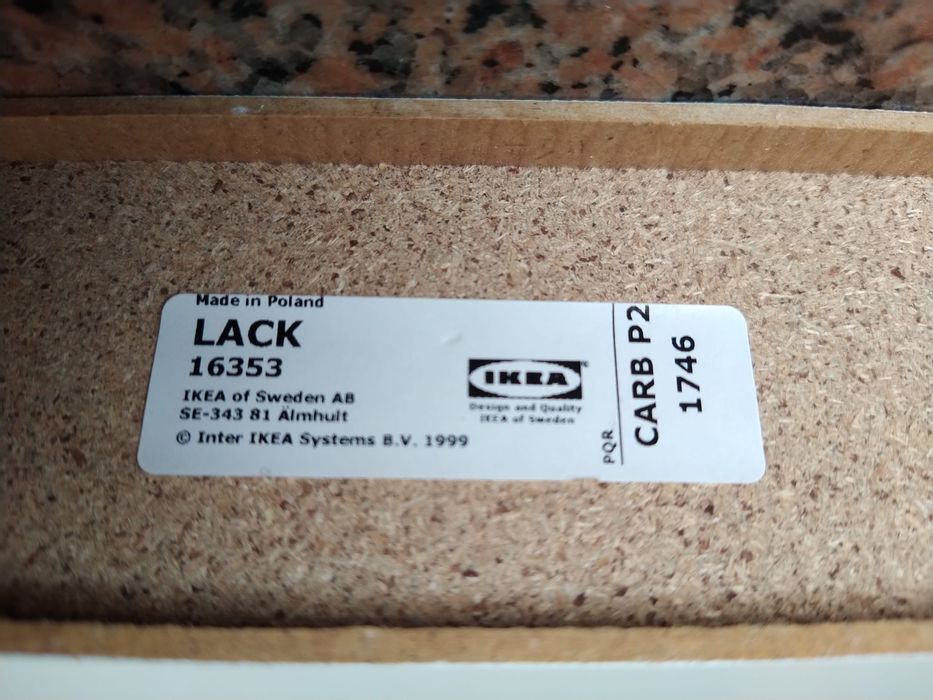 Made in Poland
LACK
16353
IKEA of Sweden AB
SE-343 81 Älmhult
© Inter IKEA Systems B.V. 1999
IKEA
Design and Quality
IKEA of Sweden
PQR
CARB P2
1746